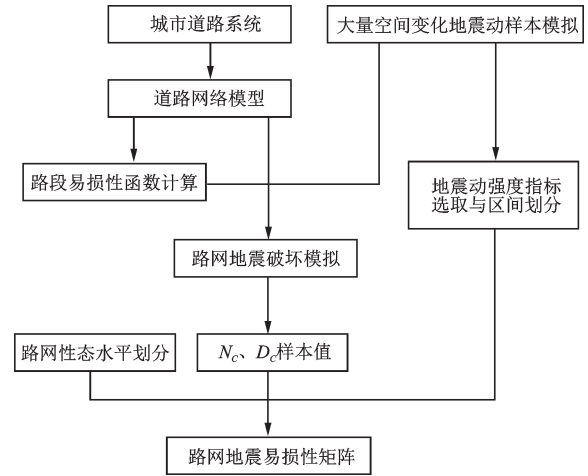 城市道路系统
大量空间变化地震动样本模拟
道路网络模型
路段易损性函数计算
地震动强度指标
选取与区间划分
路网地震破坏模拟
路网性态水平划分
Nc、Dc样本值
路网地震易损性矩阵